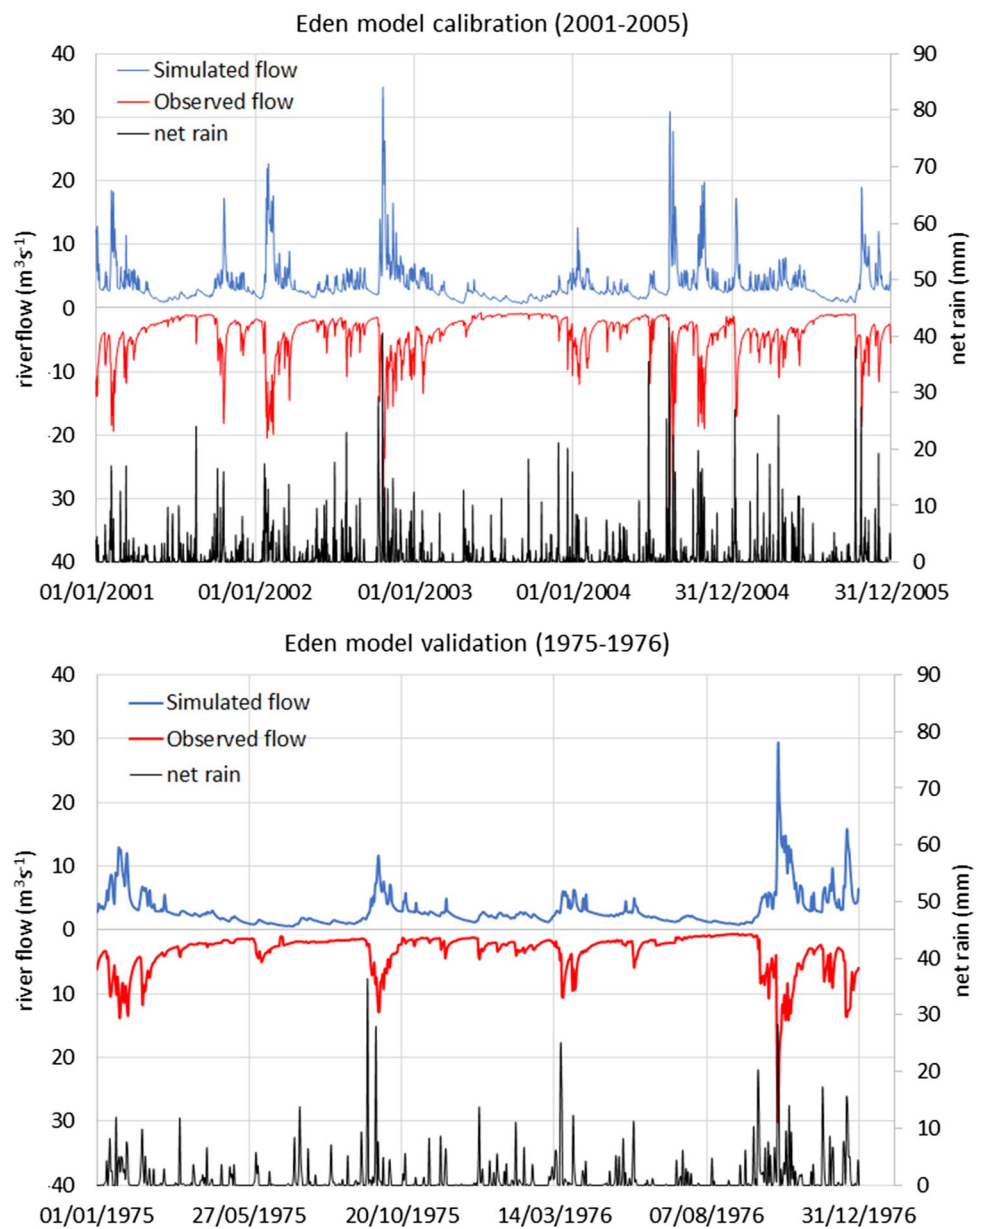 Eden model calibration (2001-2005)
40
30
20
10
0
-10
20
30
40
riverflow (m³s⁻¹)
Simulated flow
Observed flow
net rain
90
80
70
60
50
40
30
20
10
0
net rain (mm)
01/01/2001 01/01/2002 01/01/2003 01/01/2004 31/12/2004 31/12/2005
Eden model validation (1975-1976)
40
30
20
10
0
10
20
30
-40
river flow (m³s⁻¹)
Simulated flow
Observed flow
net rain
90
80
70
60
50
40
30
20
10
0
net rain (mm)
01/01/1975 27/05/1975 20/10/1975 14/03/1976 07/08/1976 31/12/1976